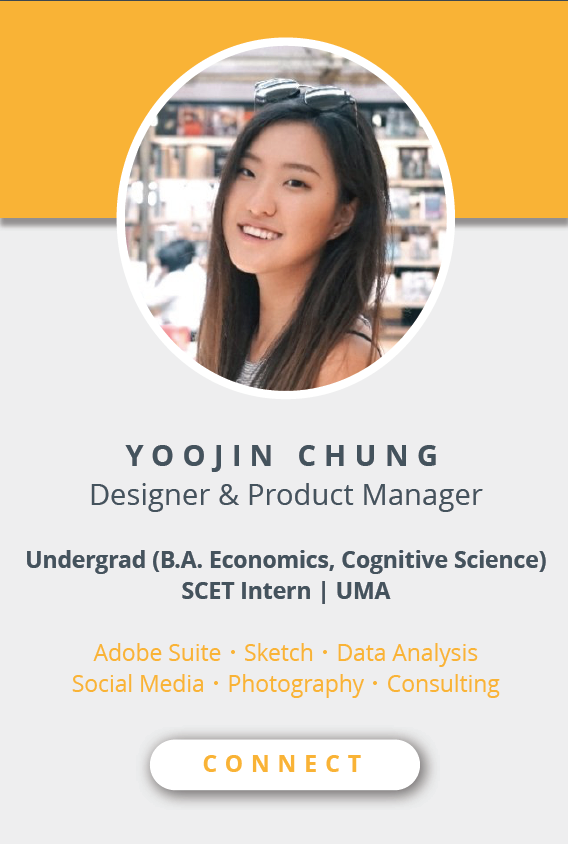 YOOJIN CHUNG
Designer & Product Manager
Undergrad (B.A. Economics, Cognitive Science)
SCET Intern | UMA
Adobe Suite · Sketch · Data Analysis
Social Media · Photography · Consulting
CONNECT